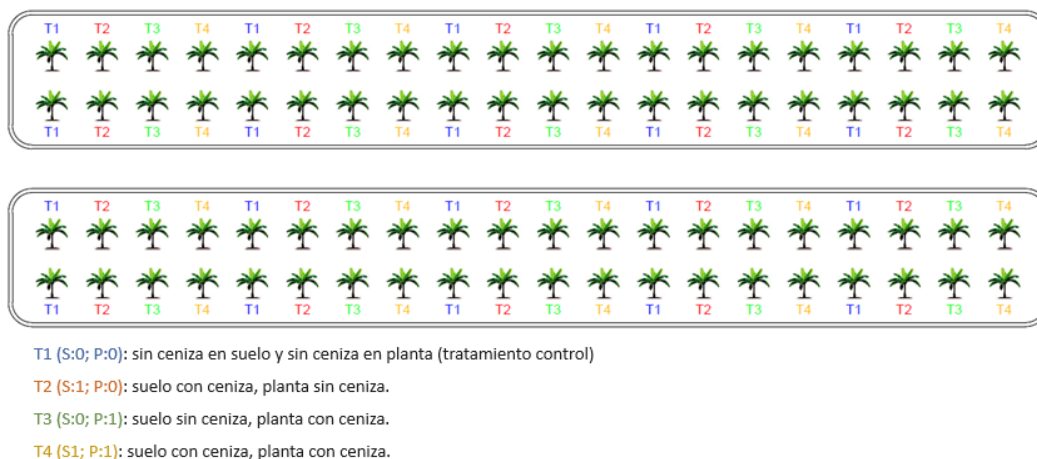 T1 T2 T3 T4 T1 T2 T3 T4 T1 T2 T3 T4 T1 T2 T3 T4 T1 T2 T3 T4
T1 T2 T3 T4 T1 T2 T3 T4 T1 T2 T3 T4 T1 T2 T3 T4 T1 T2 T3 T4
T1 T2 T3 T4 T1 T2 T3 T4 T1 T2 T3 T4 T1 T2 T3 T4 T1 T2 T3 T4
T1 T2 T3 T4 T1 T2 T3 T4 T1 T2 T3 T4 T1 T2 T3 T4 T1 T2 T3 T4
T1 (S:0; P:0): sin ceniza en suelo y sin ceniza en planta (tratamiento control)
T2 (S:1; P:0): suelo con ceniza, planta sin ceniza.
T3 (S:0; P:1): suelo sin ceniza, planta con ceniza.
T4 (S1; P:1): suelo con ceniza, planta con ceniza.